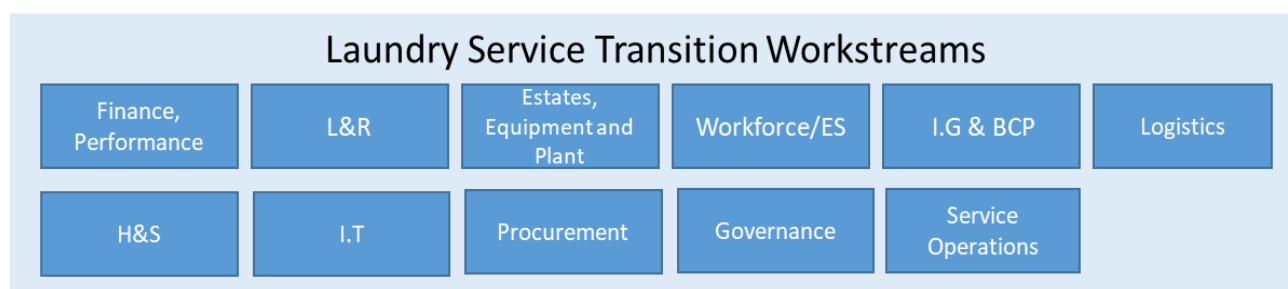 Laundry Service Transition Workstreams
Finance,
Performance
L&R
Estates,
Equipment and
Plant
Workforce/ES
I.G & BCP
Logistics
H&S
I.T
Procurement
Governance
Service
Operations